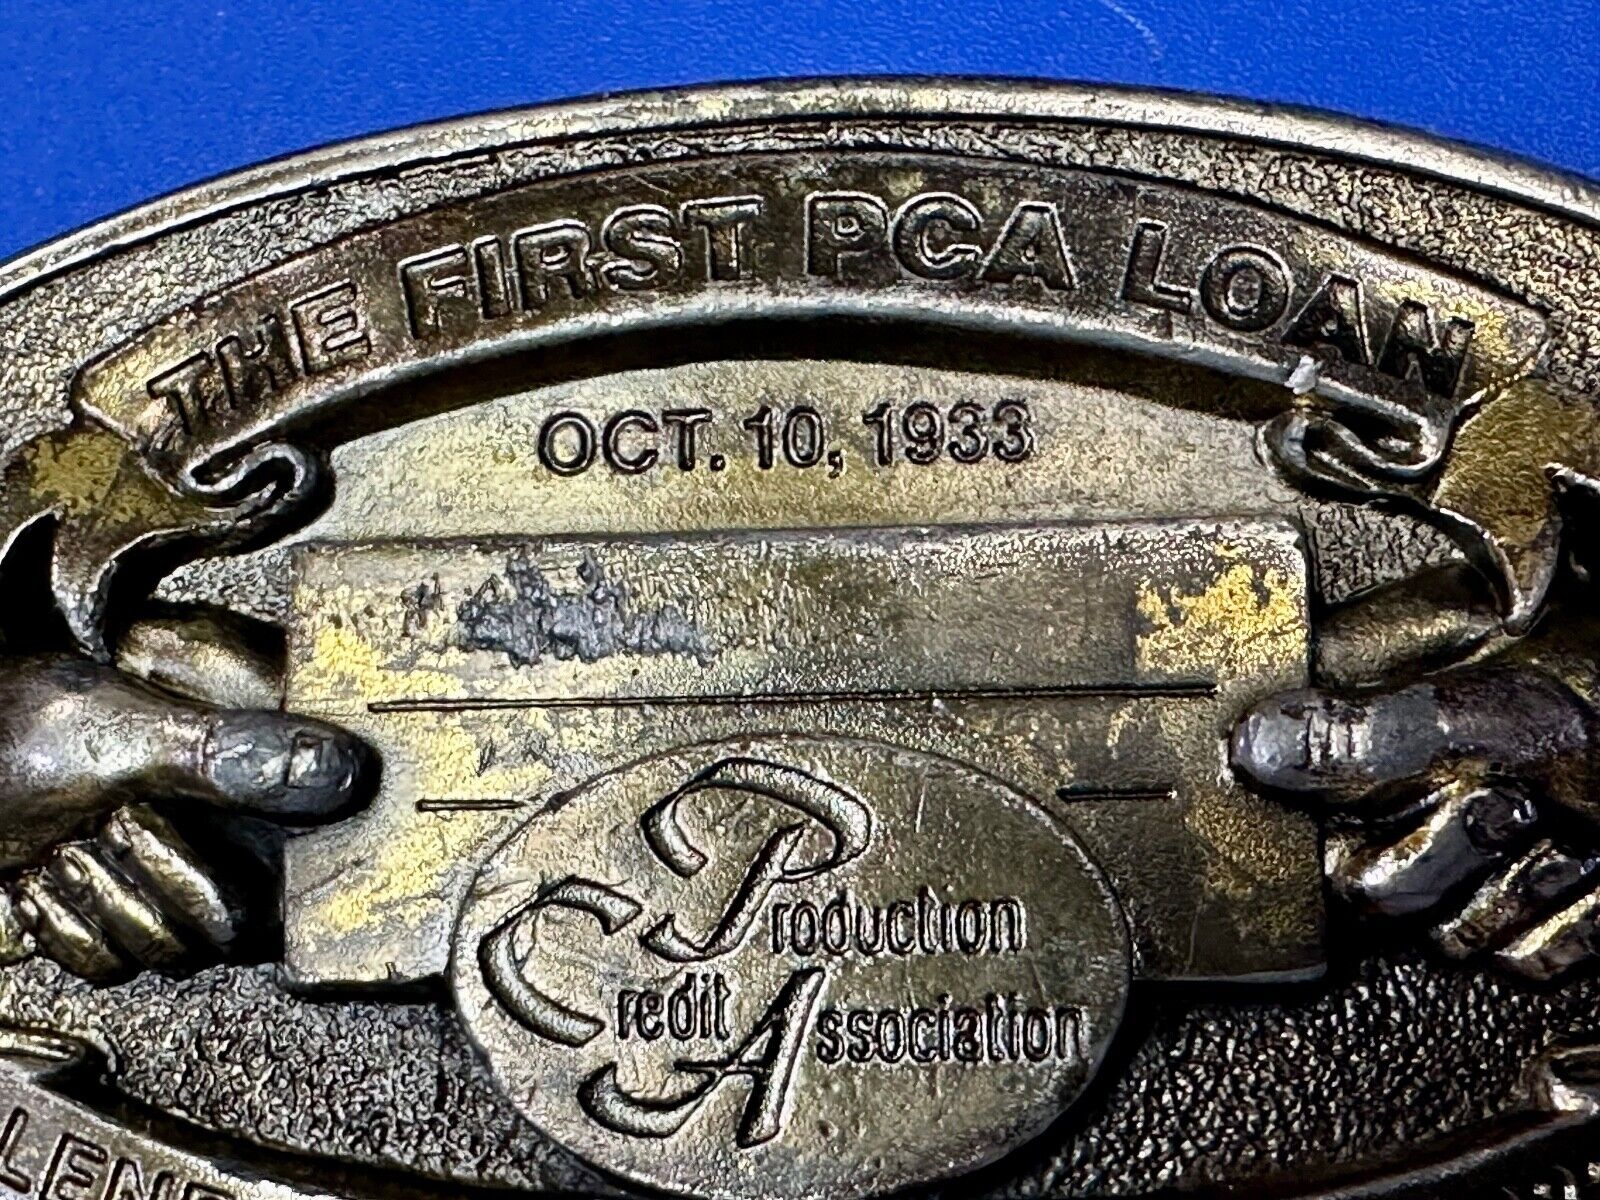 THE FIRST PCA LOAN
OCT. 10, 1933
Production
Credit
Association